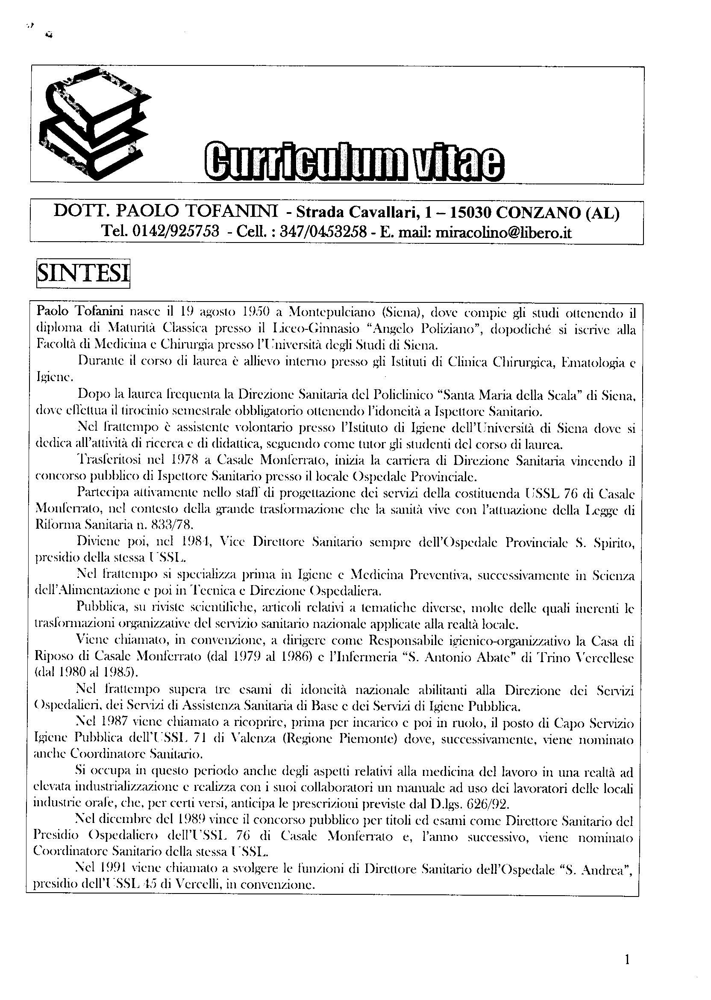 Curriculum vitae
DOTT. PAOLO TOFANINI - Strada Cavallari, 1 – 15030 CONZANO (AL)
Tel. 0142/925753 - Cell. : 347/0453258 - E. mail: miracolino@libero.it
SINTESI
Paolo Tofanini nasce il 19 agosto 1950 a Montepulciano (Siena), dove compie gli studi ottenendo il
diploma di Maturità Classica presso il Liceo-Ginnasio “Angelo Poliziano”, dopodiché si iscrive alla
Facoltà di Medicina e Chirurgia presso l’Università degli Studi di Siena.
Durante il corso di laurea è allievo interno presso gli Istituti di Clinica Chirurgica, Ematologia e
Igiene.
Dopo la laurea frequenta la Direzione Sanitaria del Policlinico “Santa Maria della Scala” di Siena,
dove effettua il tirocinio semestrale obbligatorio ottenendo l’idoneità a Ispettore Sanitario.
Nel frattempo è assistente volontario presso l’Istituto di Igiene dell’Università di Siena dove si
dedica all’attività di ricerca e di didattica, seguendo come tutor gli studenti del corso di laurea.
Trasferitosi nel 1978 a Casale Monferrato, inizia la carriera di Direzione Sanitaria vincendo il
concorso pubblico di Ispettore Sanitario presso il locale Ospedale Provinciale.
Partecipa attivamente nello staff di progettazione dei servizi della costituenda USSL 76 di Casale
Monferrato, nel contesto della grande trasformazione che la sanità vive con l’attuazione della Legge di
Riforma Sanitaria n. 833/78.
Diviene poi, nel 1984, Vice Direttore Sanitario sempre dell’Ospedale Provinciale S. Spirito,
presidio della stessa USSL.
Nel frattempo si specializza prima in Igiene e Medicina Preventiva, successivamente in Scienza
dell’Alimentazione e poi in Tecnica e Direzione Ospedaliera.
Pubblica, su riviste scientifiche, articoli relativi a tematiche diverse, molte delle quali inerenti le
trasformazioni organizzative del servizio sanitario nazionale applicate alla realtà locale.
Viene chiamato, in convenzione, a dirigere come Responsabile igienico-organizzativo la Casa di
Riposo di Casale Monferrato (dal 1979 al 1986) e l’Infermeria “S. Antonio Abate” di Trino Vercellese
(dal 1980 al 1985).
Nel frattempo supera tre esami di idoneità nazionale abilitanti alla Direzione dei Servizi
Ospedalieri, dei Servizi di Assistenza Sanitaria di Base e dei Servizi di Igiene Pubblica.
Nel 1987 viene chiamato a ricoprire, prima per incarico e poi in ruolo, il posto di Capo Servizio
Igiene Pubblica dell’USSL 71 di Valenza (Regione Piemonte) dove, successivamente, viene nominato
anche Coordinatore Sanitario.
Si occupa in questo periodo anche degli aspetti relativi alla medicina del lavoro in una realtà ad
elevata industrializzazione e realizza con i suoi collaboratori un manuale ad uso dei lavoratori delle locali
industrie orafe, che, per certi versi, anticipa le prescrizioni previste dal D.lgs. 626/92.
Nel dicembre del 1989 vince il concorso pubblico per titoli ed esami come Direttore Sanitario del
Presidio Ospedaliero dell’USSL 76 di Casale Monferrato e, l’anno successivo, viene nominato
Coordinatore Sanitario della stessa USSL.
Nel 1991 viene chiamato a svolgere le funzioni di Direttore Sanitario dell’Ospedale “S. Andrea”,
presidio dell’USSL 45 di Vercelli, in convenzione.
1